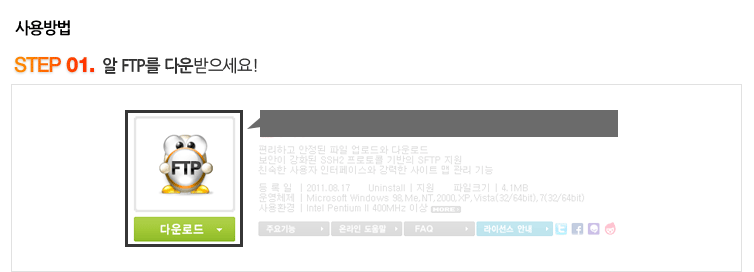 사용방법
STEP 01. 알 FTP를 다운받으세요!
FTP
다운로드
편리하고 안정된 파일 업로드와 다운로드
보안이 강화된 SSH2 프로토콜 기반의 SFTP 지원
친숙한 사용자 인터페이스와 강력한 사이트 맵 관리 기능
등 록 일 | 2011.08.17 Uninstall | 지원 파일크기 | 4.1MB
운영체제 | Microsoft Windows 98,Me,NT,2000,XP,Vista(32/64bit),7(32/64bit)
사용환경 | Intel Pentium II 400MHz 이상 MORE
주요기능 온라인 도움말 FAQ 라이선스 안내